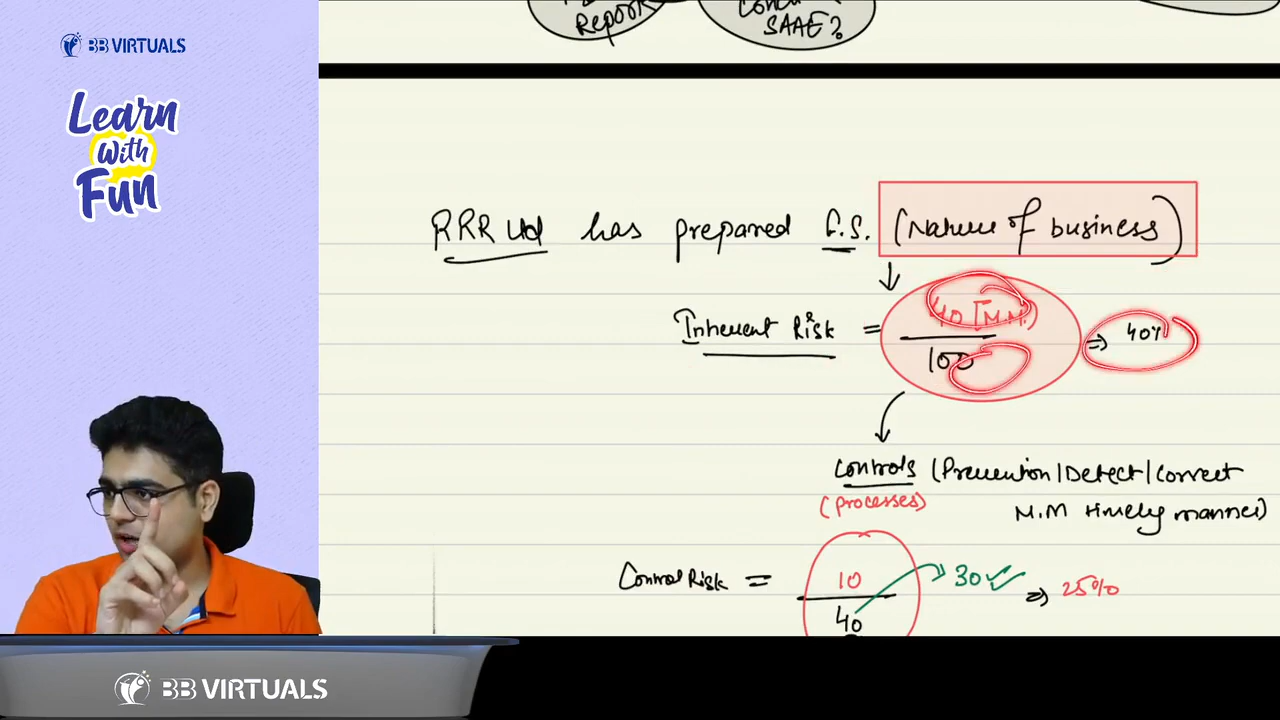 Report
SAAE?
BB VIRTUALS
Learn
With
Fun
RRR Ltd has prepared F.S. (Nature of business)
Inherent Risk = 40 [M.M.]
100
⇒ 40%
Controls (Prevention/Detect/Correct
(Processes) M.M timely manner)
Control Risk = 10
40
30 ⇒ 25%
BB VIRTUALS